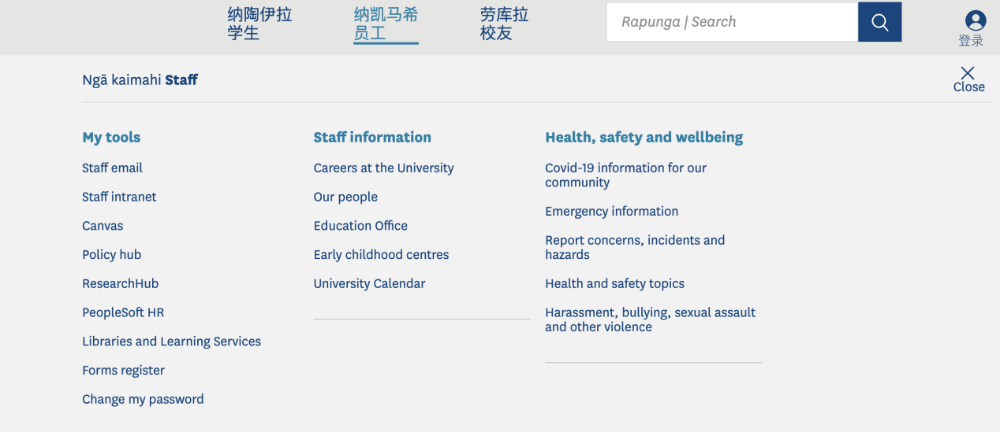 纳陶伊拉
学生
纳凯马希
员工
劳库拉
校友
Rapunga | Search
登录
Ngā kaimahi Staff
Close
My tools
Staff email
Staff intranet
Canvas
Policy hub
ResearchHub
PeopleSoft HR
Libraries and Learning Services
Forms register
Change my password
Staff information
Careers at the University
Our people
Education Office
Early childhood centres
University Calendar
Health, safety and wellbeing
Covid-19 information for our
community
Emergency information
Report concerns, incidents and
hazards
Health and safety topics
Harassment, bullying, sexual assault
and other violence